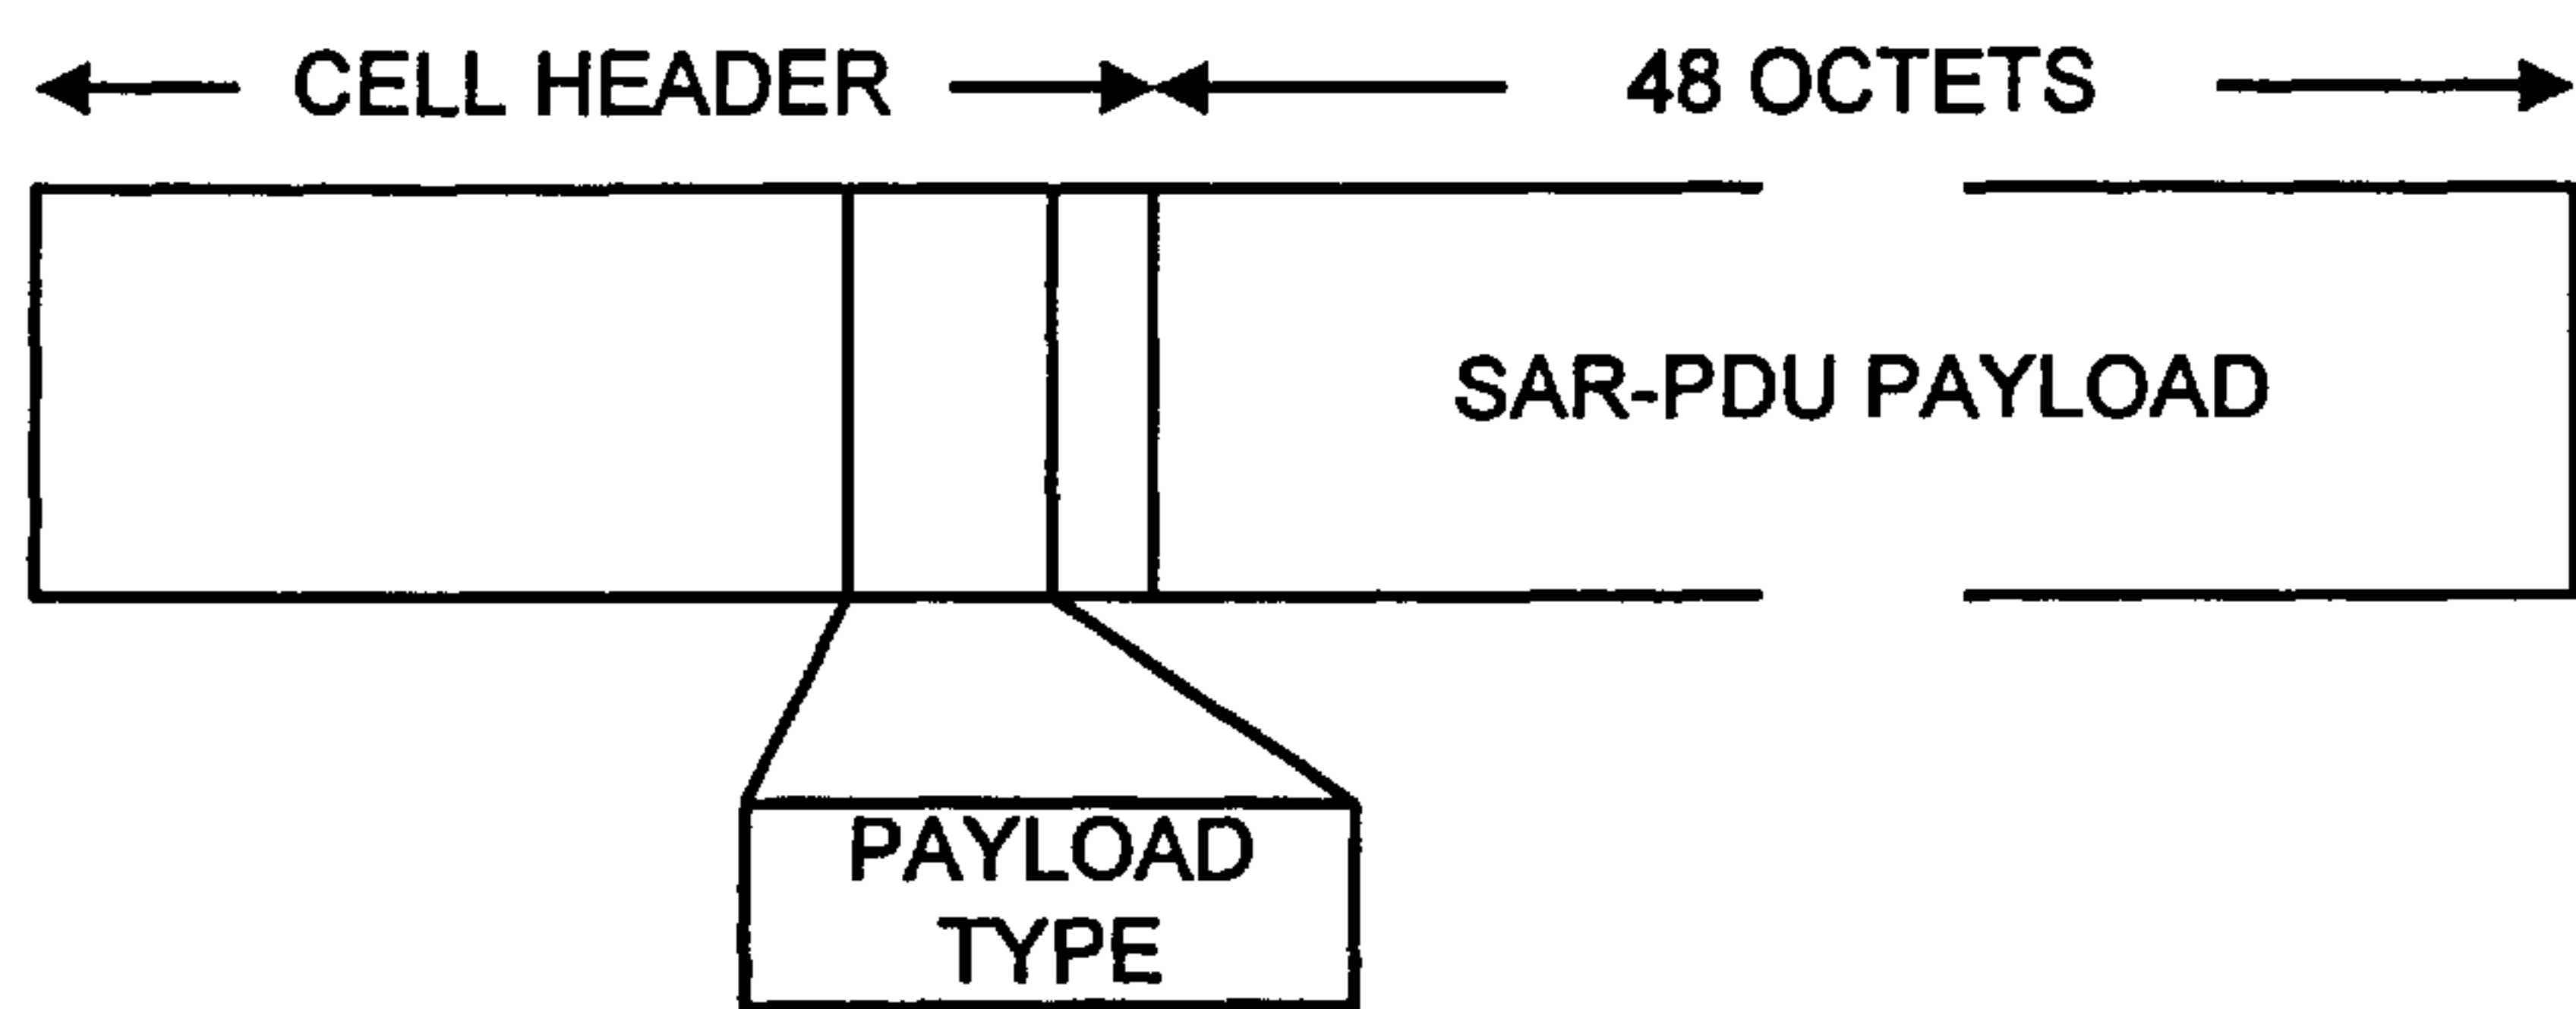 CELL HEADER
48 OCTETS
SAR-PDU PAYLOAD
PAYLOAD
TYPE